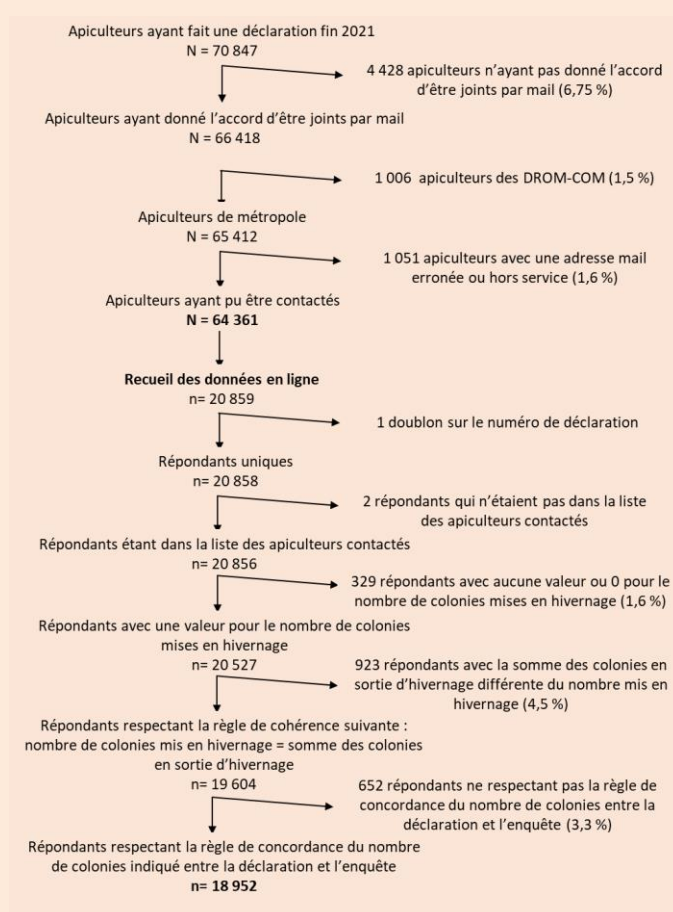 Apiculteurs ayant fait une déclaration fin 2021
N = 70 847
4 428 apiculteurs n’ayant pas donné l’accord
d’être joints par mail (6,75 %)
Apiculteurs ayant donné l’accord d’être joints par mail
N = 66 418
1 006 apiculteurs des DROM-COM (1,5 %)
Apiculteurs de métropole
N = 65 412
1 051 apiculteurs avec une adresse mail
erronée ou hors service (1,6 %)
Apiculteurs ayant pu être contactés
N = 64 361
Recueil des données en ligne
n= 20 859
1 doublon sur le numéro de déclaration
Répondants uniques
n= 20 858
2 répondants qui n’étaient pas dans la liste
des apiculteurs contactés
Répondants étant dans la liste des apiculteurs contactés
n= 20 856
329 répondants avec aucune valeur ou 0 pour le
nombre de colonies mises en hivernage (1,6 %)
Répondants avec une valeur pour le nombre de colonies
mises en hivernage
n= 20 527
923 répondants avec la somme des colonies en
sortie d’hivernage différente du nombre mis en
hivernage (4,5 %)
Répondants respectant la règle de cohérence suivante :
nombre de colonies mis en hivernage = somme des colonies
en sortie d’hivernage
n= 19 604
652 répondants ne respectant pas la règle de
concordance du nombre de colonies entre la
déclaration et l’enquête (3,3 %)
Répondants respectant la règle de concordance du nombre
de colonies indiqué entre la déclaration et l’enquête
n= 18 952